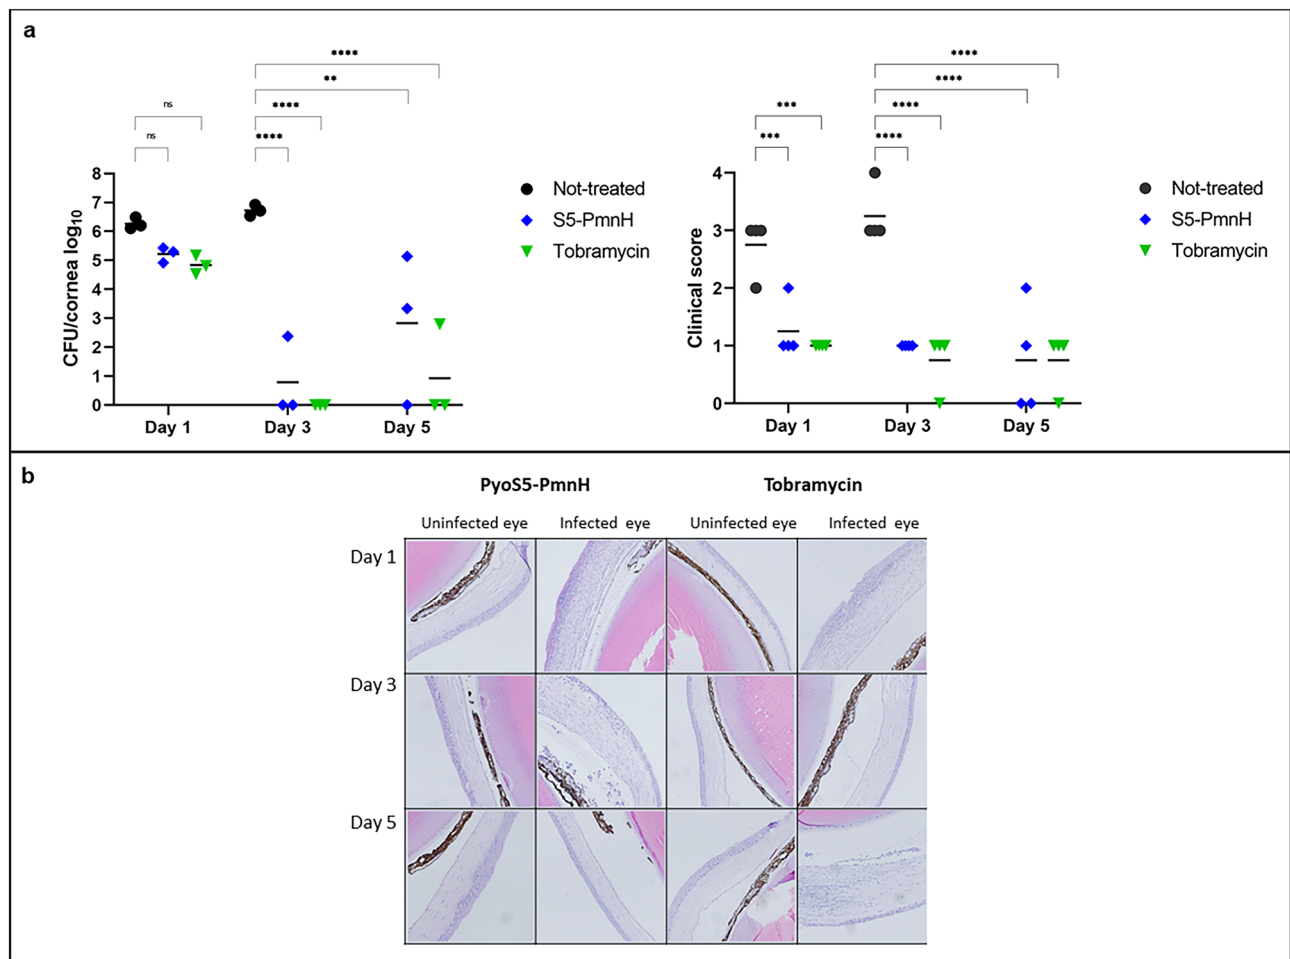 a
****
**
ns
****
ns
****
8
7
6
5
4
3
2
1
0
CFU/cornea log10
Day 1
Day 3
Day 5
Not-treated
S5-PmnH
Tobramycin
****
****
***
****
***
****
4
3
2
1
0
Clinical score
Day 1
Day 3
Day 5
Not-treated
S5-PmnH
Tobramycin
b
PyoS5-PmnH Tobramycin
Uninfected eye Infected eye Uninfected eye Infected eye
Day 1
Day 3
Day 5